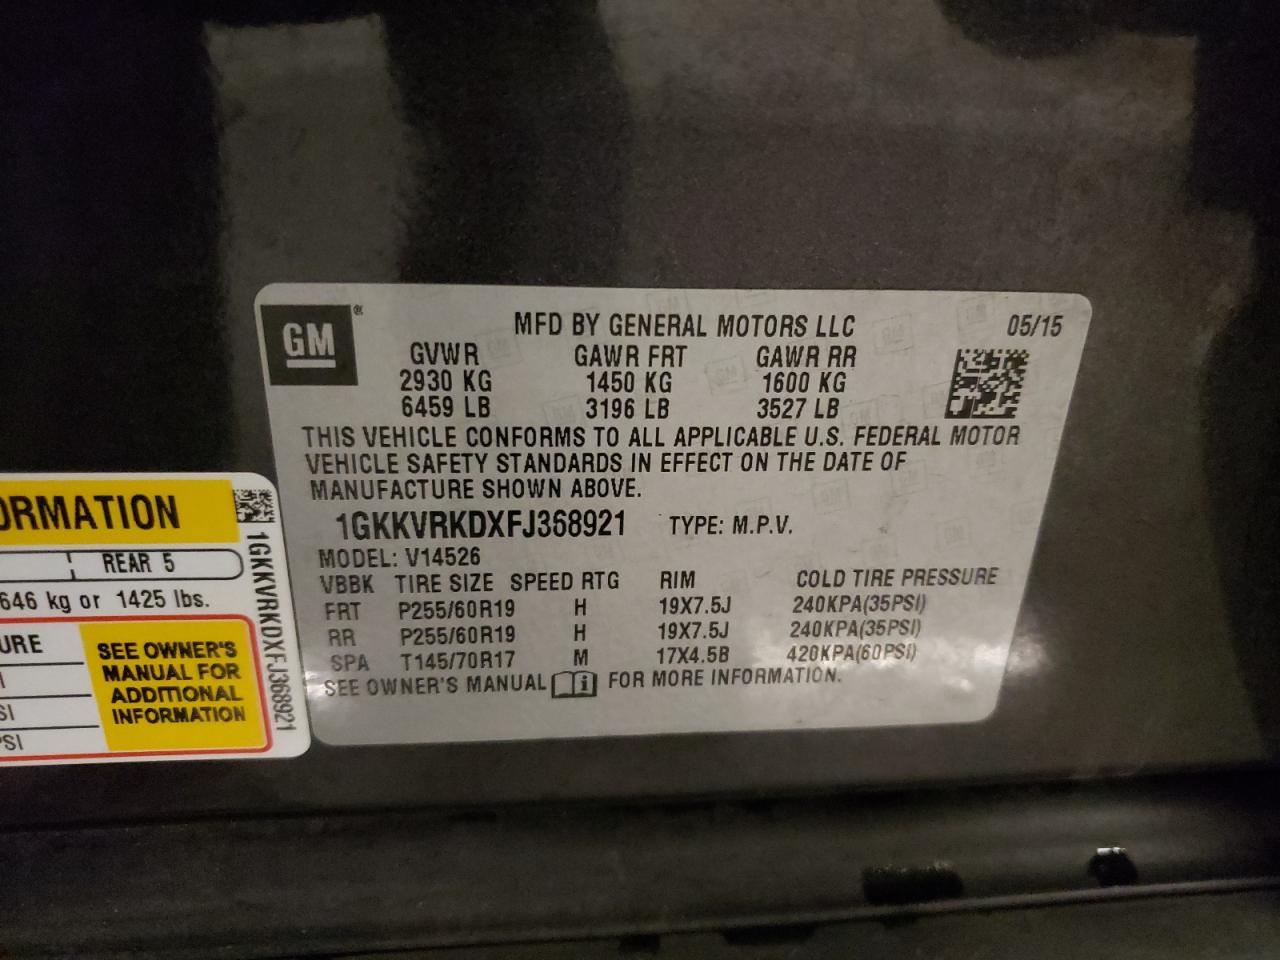 GM ®
MFD BY GENERAL MOTORS LLC 05/15
GVWR GAWR FRT GAWR RR
2930 KG 1450 KG 1600 KG
6459 LB 3196 LB 3527 LB
THIS VEHICLE CONFORMS TO ALL APPLICABLE U.S. FEDERAL MOTOR
VEHICLE SAFETY STANDARDS IN EFFECT ON THE DATE OF
MANUFACTURE SHOWN ABOVE.
1GKKVRKDXFJ368921 TYPE: M.P.V.
MODEL: V14526
VBBK TIRE SIZE SPEED RTG RIM COLD TIRE PRESSURE
FRT P255/60R19 H 19X7.5J 240KPA(35PSI)
RR P255/60R19 H 19X7.5J 240KPA(35PSI)
SPA T145/70R17 M 17X4.5B 420KPA(60PSI)
SEE OWNER'S MANUAL i FOR MORE INFORMATION.
ORMATION
REAR 5
646 kg or 1425 lbs.
URE
SI
PSI
SEE OWNER'S
MANUAL FOR
ADDITIONAL
INFORMATION
1GKKVRKDXFJ368921